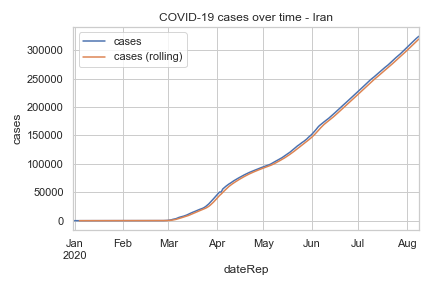 COVID-19 cases over time - Iran
cases
cases (rolling)
300000
250000
200000
150000
100000
50000
0
cases
Jan Feb Mar Apr May Jun Jul Aug
2020
dateRep